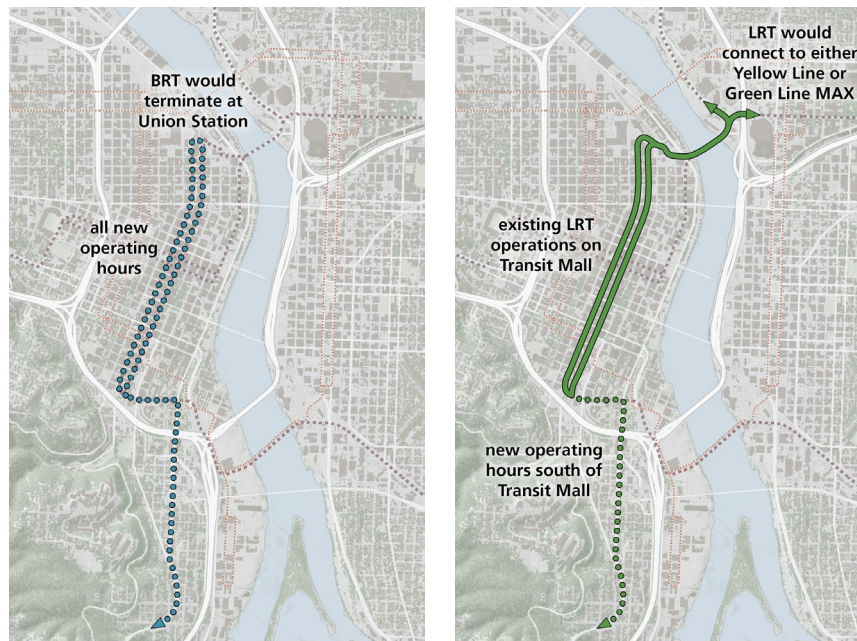 BRT would
terminate at
Union Station
all new
operating
hours
LRT would
connect to either
Yellow Line or
Green Line MAX
existing LRT
operations on
Transit Mall
new operating
hours south of
Transit Mall